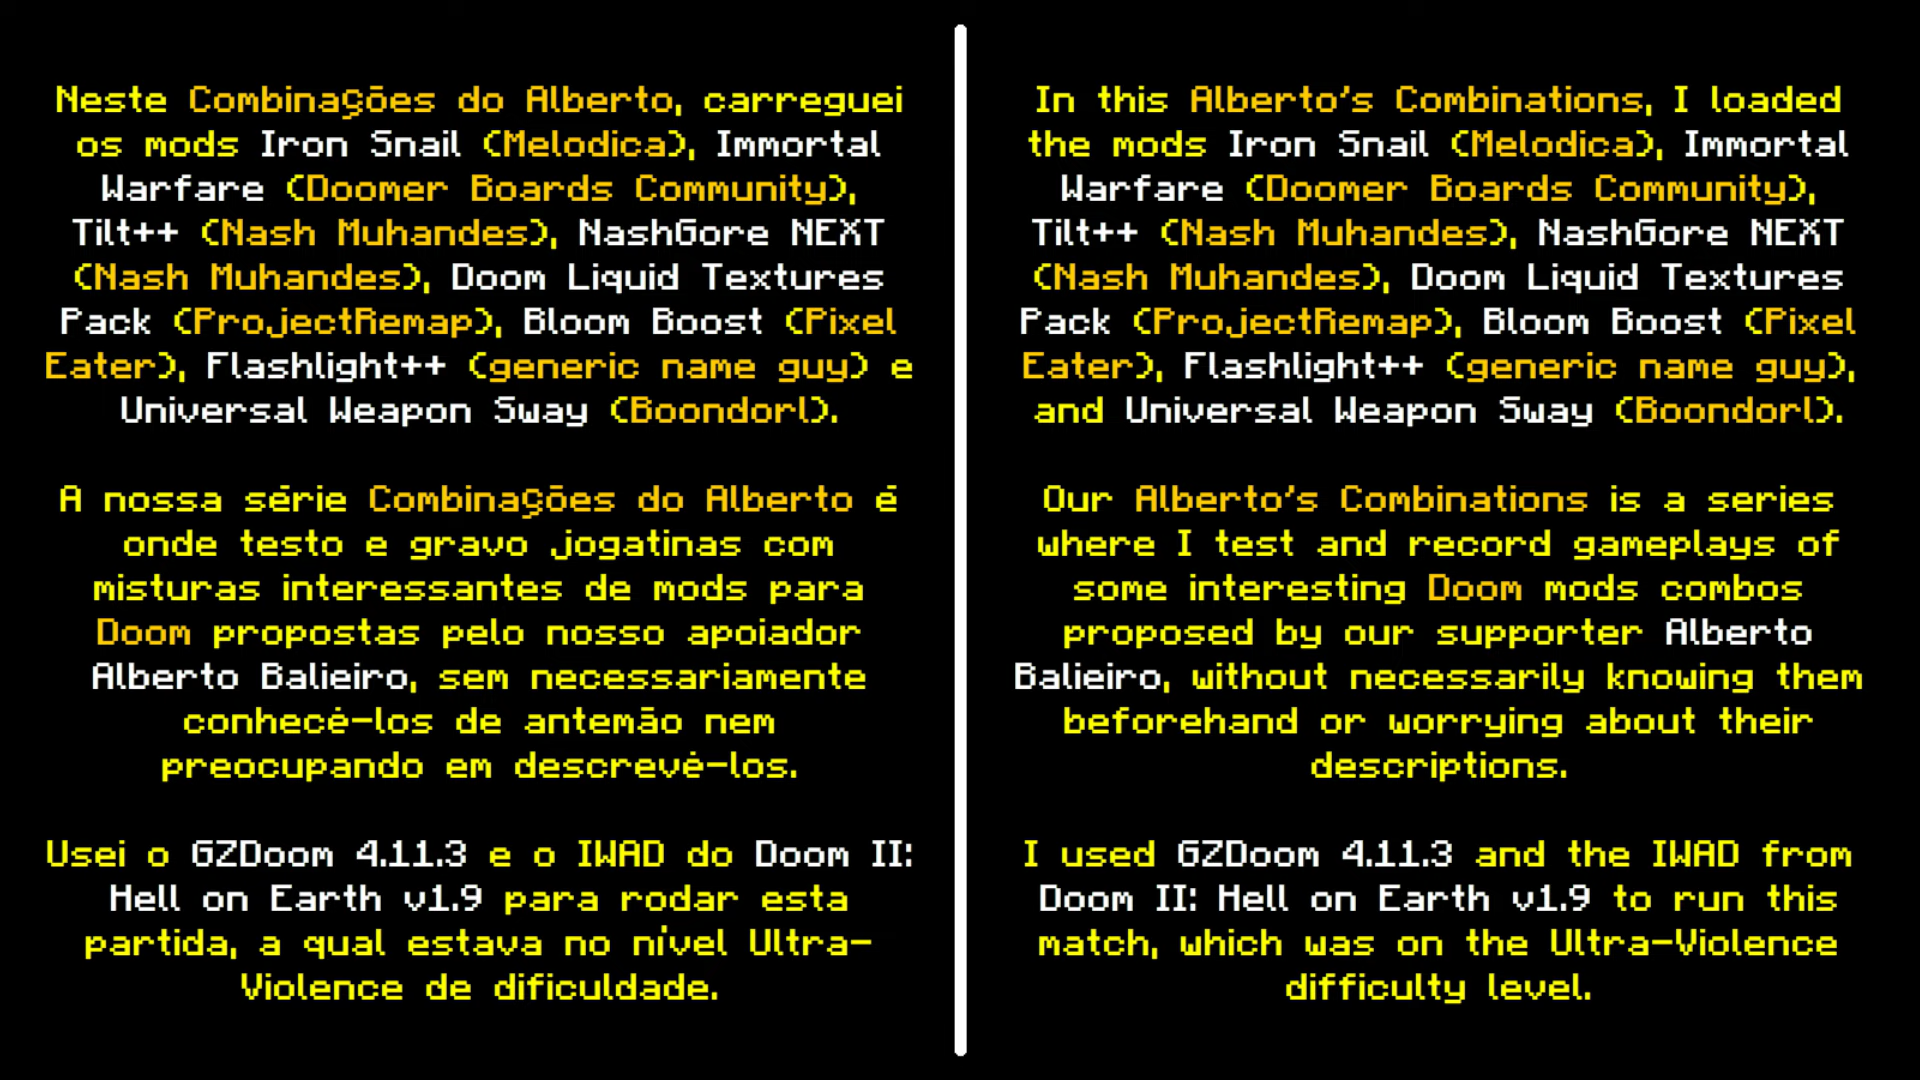 Neste Combinações do Alberto, carreguei
os mods Iron Snail (Melodica), Immortal
Warfare (Doomer Boards Community),
Tilt++ (Nash Muhandes), NashGore NEXT
(Nash Muhandes), Doom Liquid Textures
Pack (ProjectRemap), Bloom Boost (Pixel
Eater), Flashlight++ (generic name guy) e
Universal Weapon Sway (Boondorl).
A nossa série Combinações do Alberto é
onde testo e gravo jogatinas com
misturas interessantes de mods para
Doom propostas pelo nosso apoiador
Alberto Balieiro, sem necessariamente
conhecê-los de antemão nem
preocupando em descrevê-los.
Usei o GZDoom 4.11.3 e o IWAD do Doom II:
Hell on Earth v1.9 para rodar esta
partida, a qual estava no nível Ultra-
Violence de dificuldade.
In this Alberto's Combinations, I loaded
the mods Iron Snail (Melodica), Immortal
Warfare (Doomer Boards Community),
Tilt++ (Nash Muhandes), NashGore NEXT
(Nash Muhandes), Doom Liquid Textures
Pack (ProjectRemap), Bloom Boost (Pixel
Eater), Flashlight++ (generic name guy),
and Universal Weapon Sway (Boondorl).
Our Alberto's Combinations is a series
where I test and record gameplays of
some interesting Doom mods combos
proposed by our supporter Alberto
Balieiro, without necessarily knowing them
beforehand or worrying about their
descriptions.
I used GZDoom 4.11.3 and the IWAD from
Doom II: Hell on Earth v1.9 to run this
match, which was on the Ultra-Violence
difficulty level.